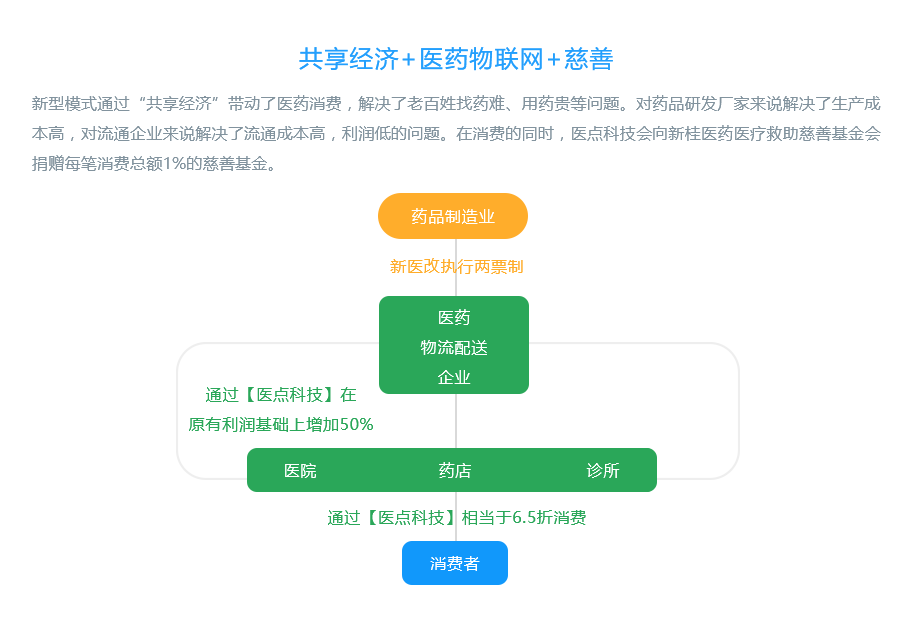 共享经济+医药物联网+慈善
新型模式通过“共享经济”带动了医药消费，解决了老百姓找药难、用药贵等问题。对药品研发厂家来说解决了生产成
本高，对流通企业来说解决了流通成本高，利润低的问题。在消费的同时，医点科技会向新桂医药医疗救助慈善基金会
捐赠每笔消费总额1%的慈善基金。
药品制造业
新医改执行两票制
医药
物流配送
企业
通过【医点科技】在
原有利润基础上增加50%
医院 药店 诊所
通过【医点科技】相当于6.5折消费
消费者